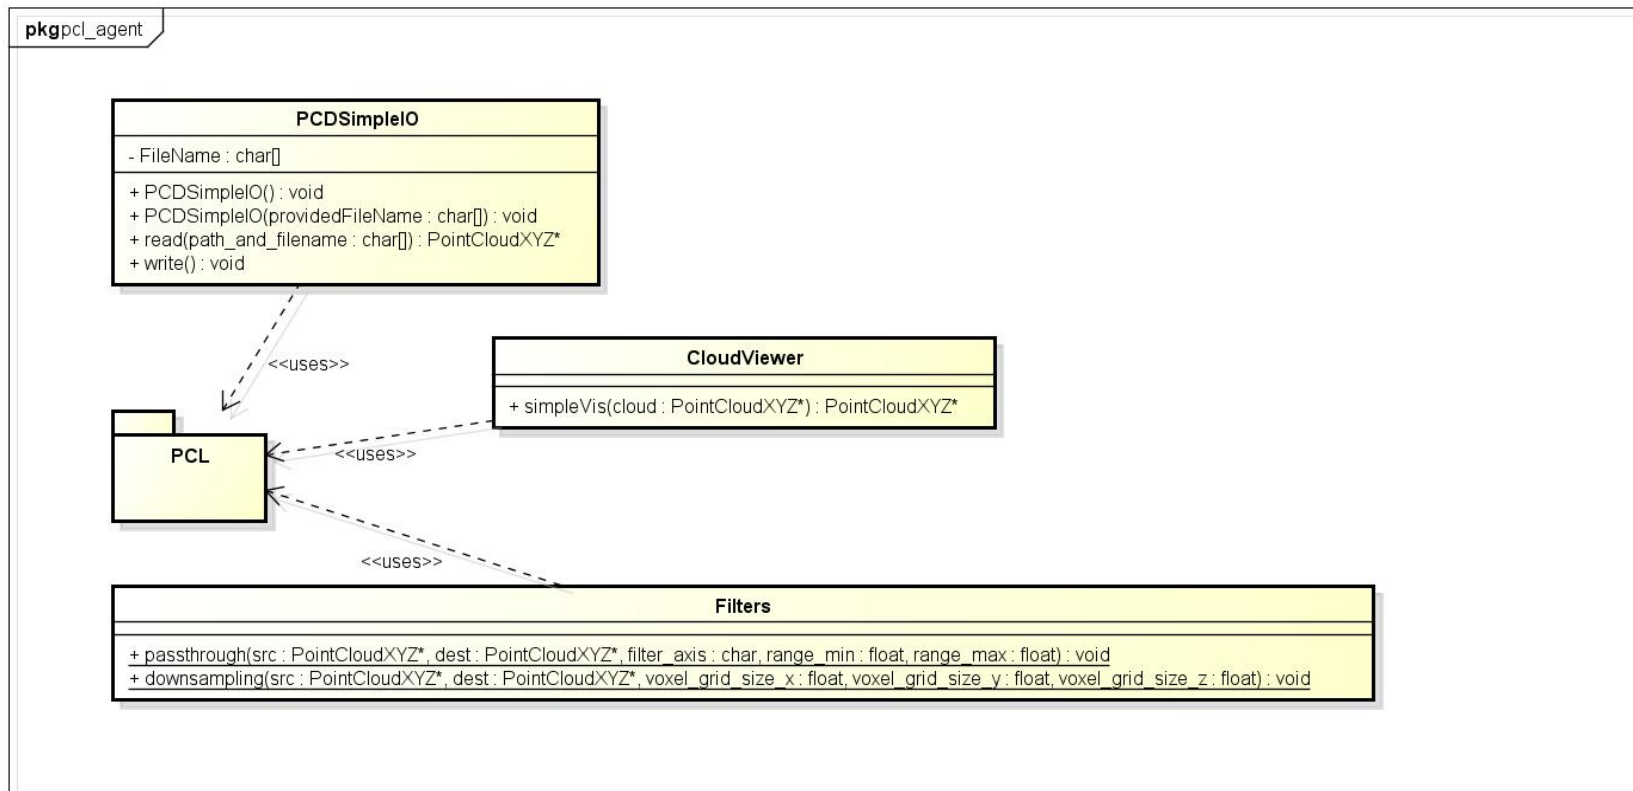 pkg pcl_agent
PCDSimpleIO
- FileName : char[]
+ PCDSimpleIO() : void
+ PCDSimpleIO(providedFileName : char[]) : void
+ read(path_and_filename : char[]) : PointCloudXYZ*
+ write() : void
<<uses>>
CloudViewer
+ simpleVis(cloud : PointCloudXYZ*) : PointCloudXYZ*
<<uses>>
PCL
<<uses>>
Filters
+ passthrough(src : PointCloudXYZ*, dest : PointCloudXYZ*, filter_axis : char, range_min : float, range_max : float) : void
+ downsampling(src : PointCloudXYZ*, dest : PointCloudXYZ*, voxel_grid_size_x : float, voxel_grid_size_y : float, voxel_grid_size_z : float) : void